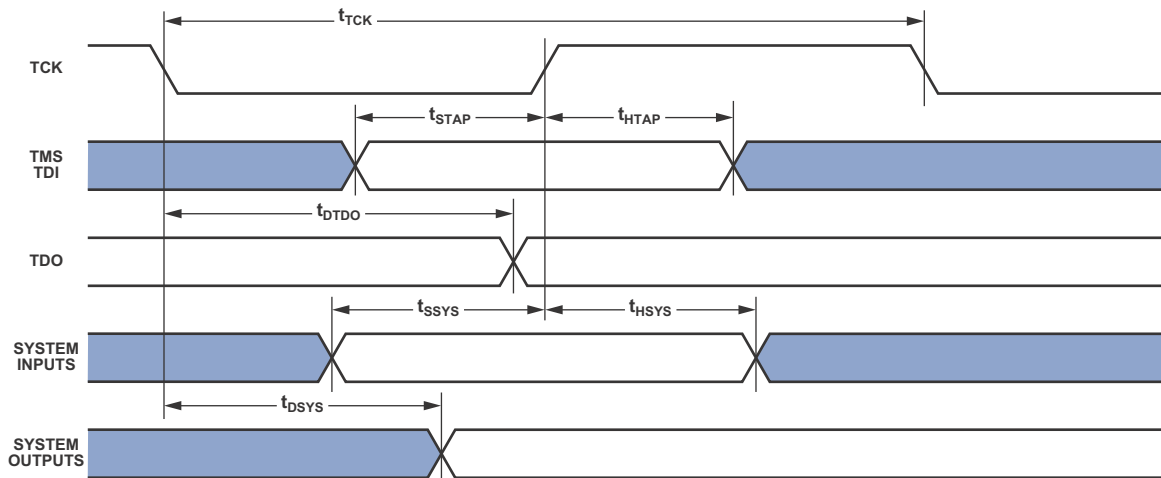 tTCK
TCK
tSTAP
tHTAP
TMS
TDI
tDTDO
TDO
tSSYS
tHSYS
SYSTEM
INPUTS
tDSYS
SYSTEM
OUTPUTS